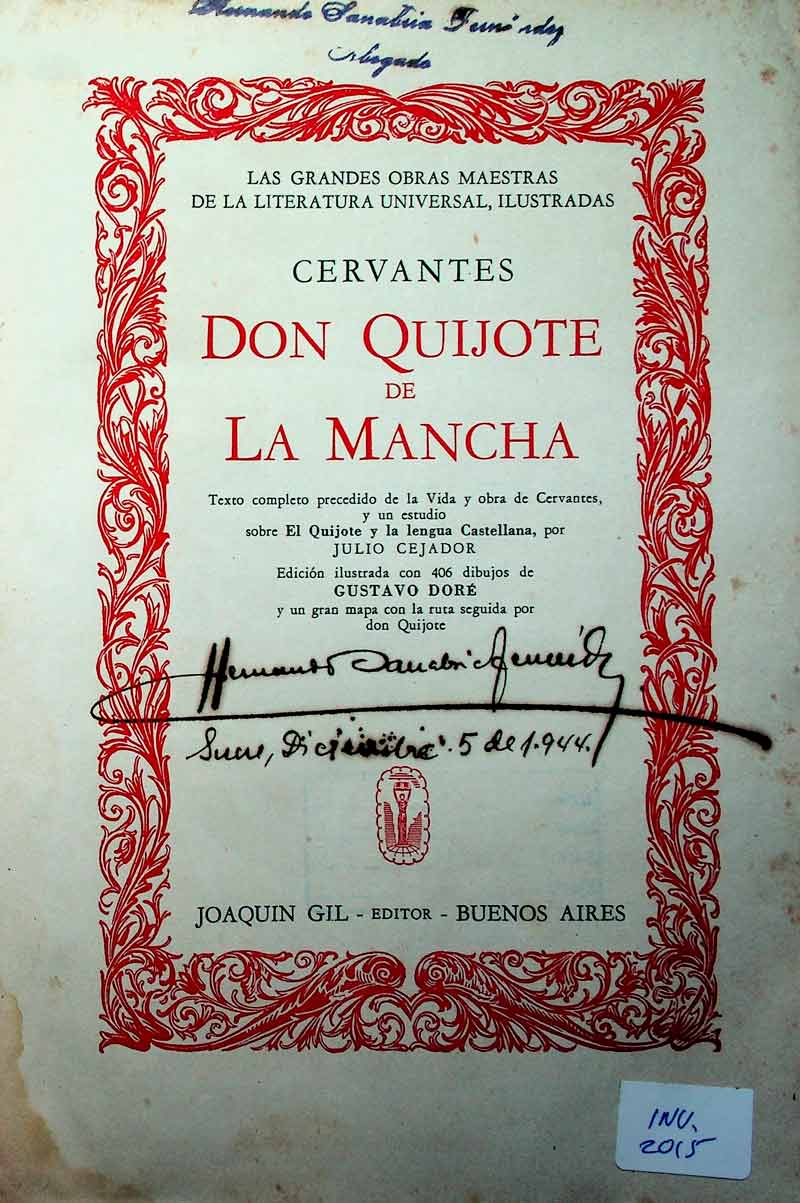 Hernando Sanabria Fernández
Abogado
LAS GRANDES OBRAS MAESTRAS
DE LA LITERATURA UNIVERSAL, ILUSTRADAS
CERVANTES
DON QUIJOTE
DE
LA MANCHA
Texto completo precedido de la Vida y obra de Cervantes,
y un estudio
sobre El Quijote y la lengua Castellana, por
JULIO CEJADOR
Edición ilustrada con 406 dibujos de
GUSTAVO DORÉ
y un gran mapa con la ruta seguida por
don Quijote
Hernando Sanabria Fernández
Sucre, Diciembre 5 de 1.944.
JOAQUIN GIL - EDITOR - BUENOS AIRES
INV.
2015